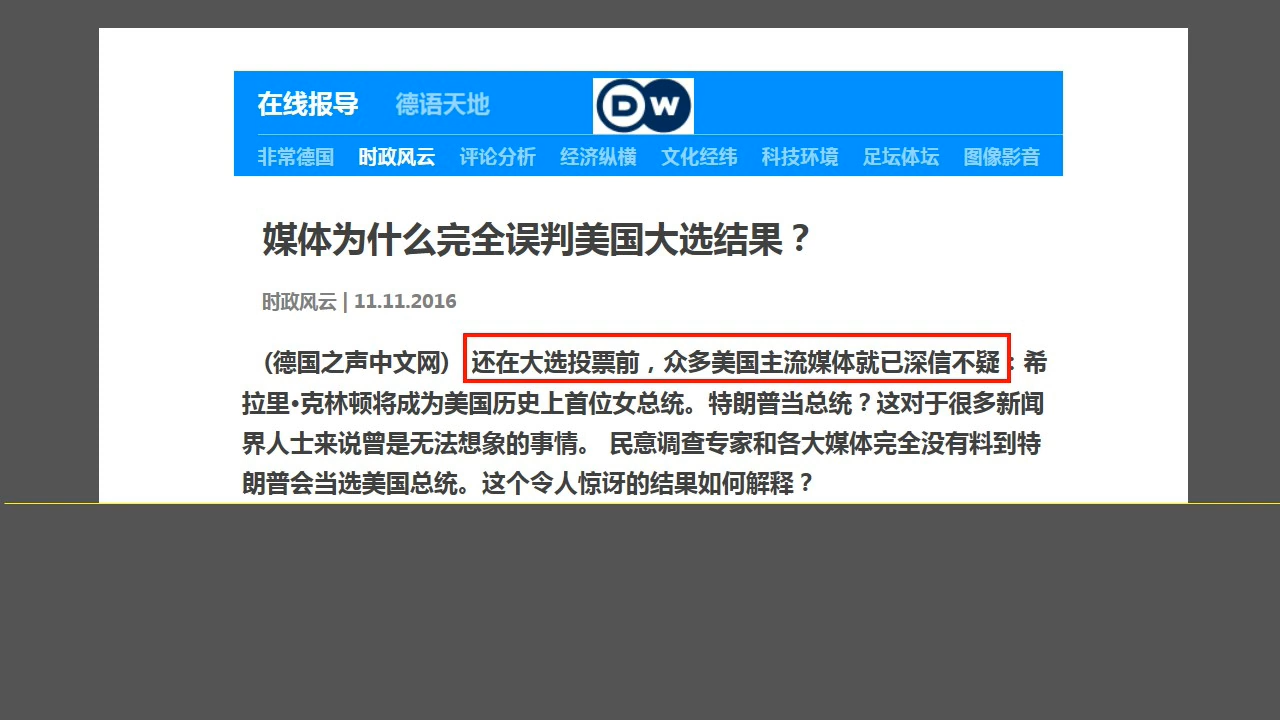 在线报导 德语天地 DW
非常德国 时政风云 评论分析 经济纵横 文化经纬 科技环境 足坛体坛 图像影音
媒体为什么完全误判美国大选结果？
时政风云 | 11.11.2016
(德国之声中文网) 还在大选投票前，众多美国主流媒体就已深信不疑：希
拉里•克林顿将成为美国历史上首位女总统。特朗普当总统？这对于很多新闻
界人士来说曾是无法想象的事情。 民意调查专家和各大媒体完全没有料到特
朗普会当选美国总统。这个令人惊讶的结果如何解释？